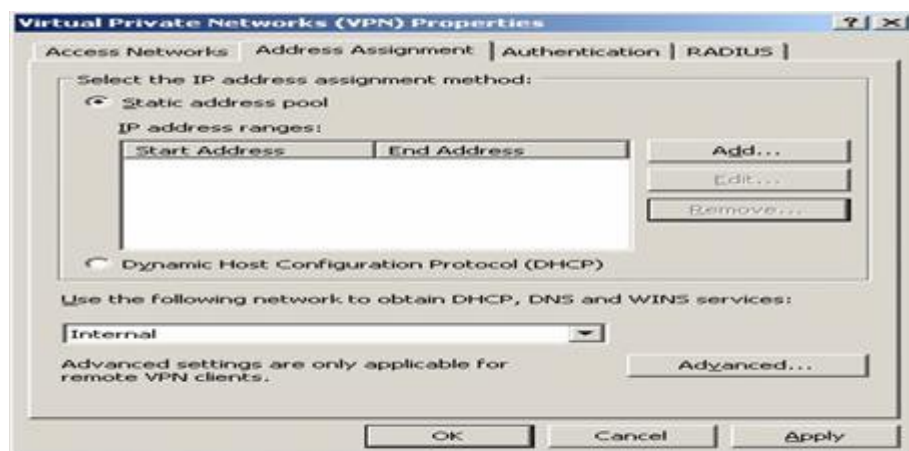 Virtual Private Networks (VPN) Properties
Access Networks Address Assignment Authentication RADIUS
Select the IP address assignment method:
Static address pool
IP address ranges:
Start Address End Address
Add...
Edit...
Remove...
Dynamic Host Configuration Protocol (DHCP)
Use the following network to obtain DHCP, DNS and WINS services:
Internal
Advanced settings are only applicable for
remote VPN clients.
Advanced...
OK Cancel Apply